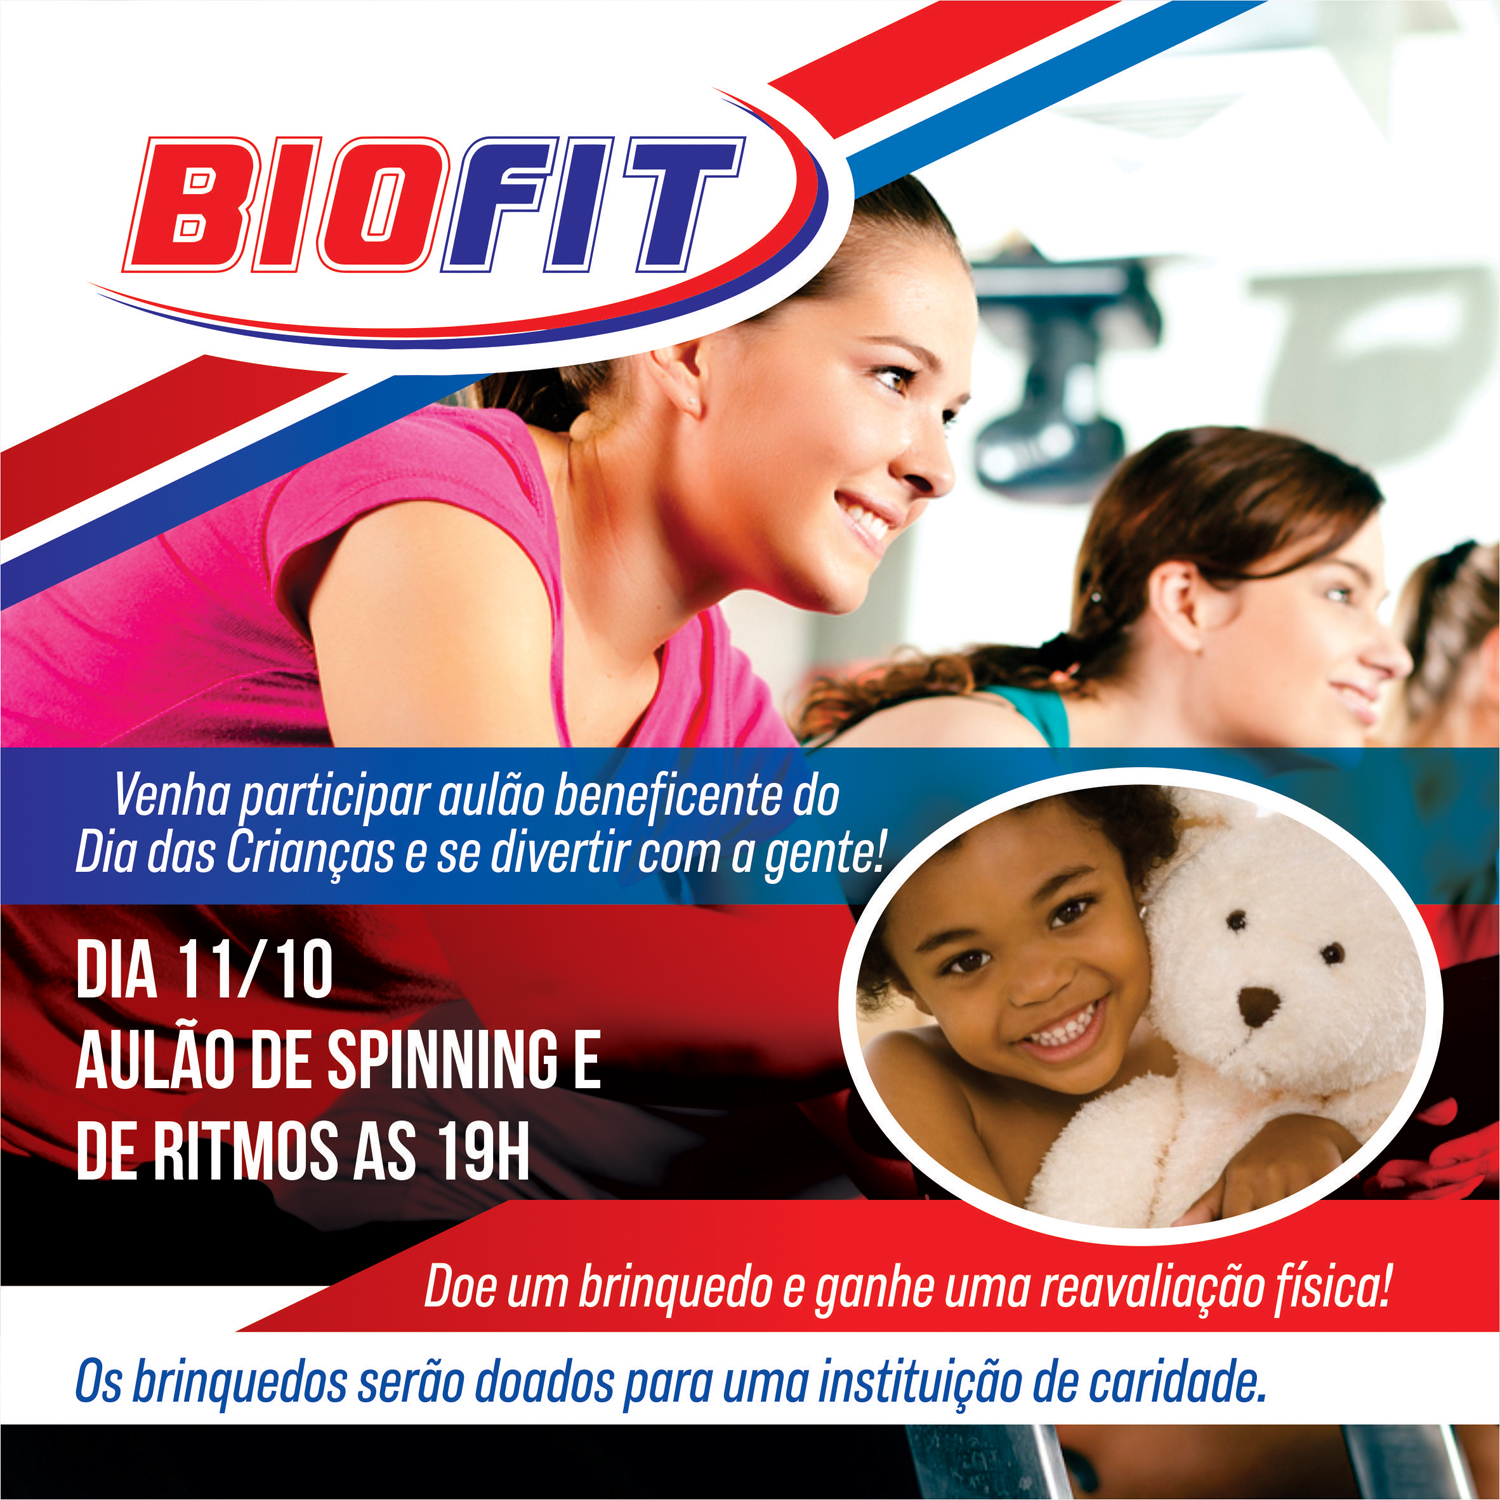 BIOFIT
Venha participar aulão beneficente do
Dia das Crianças e se divertir com a gente!
DIA 11/10
AULÃO DE SPINNING E
DE RITMOS AS 19H
Doe um brinquedo e ganhe uma reavaliação física!
Os brinquedos serão doados para uma instituição de caridade.